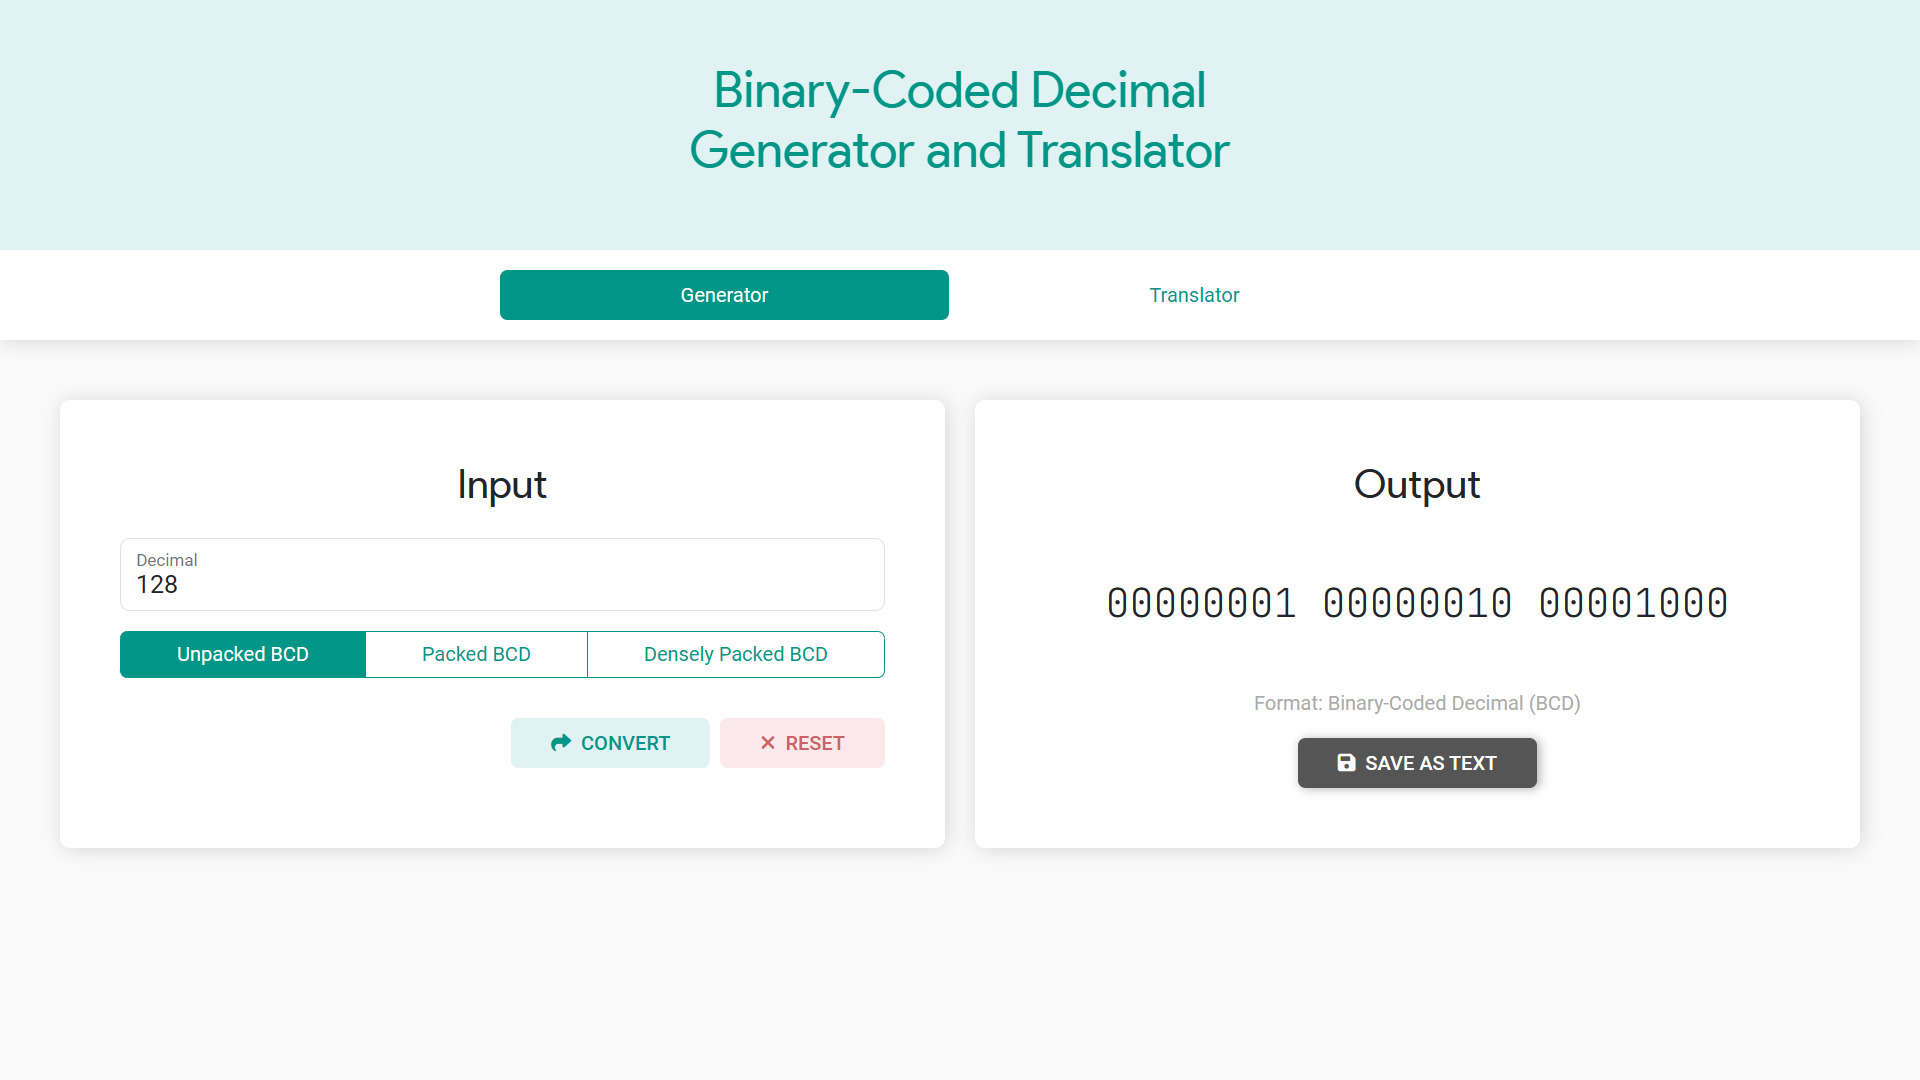 Binary-Coded Decimal
Generator and Translator
Generator
Translator
Input
Decimal
128
Unpacked BCD
Packed BCD
Densely Packed BCD
CONVERT
RESET
Output
00000001 00000010 00001000
Format: Binary-Coded Decimal (BCD)
SAVE AS TEXT